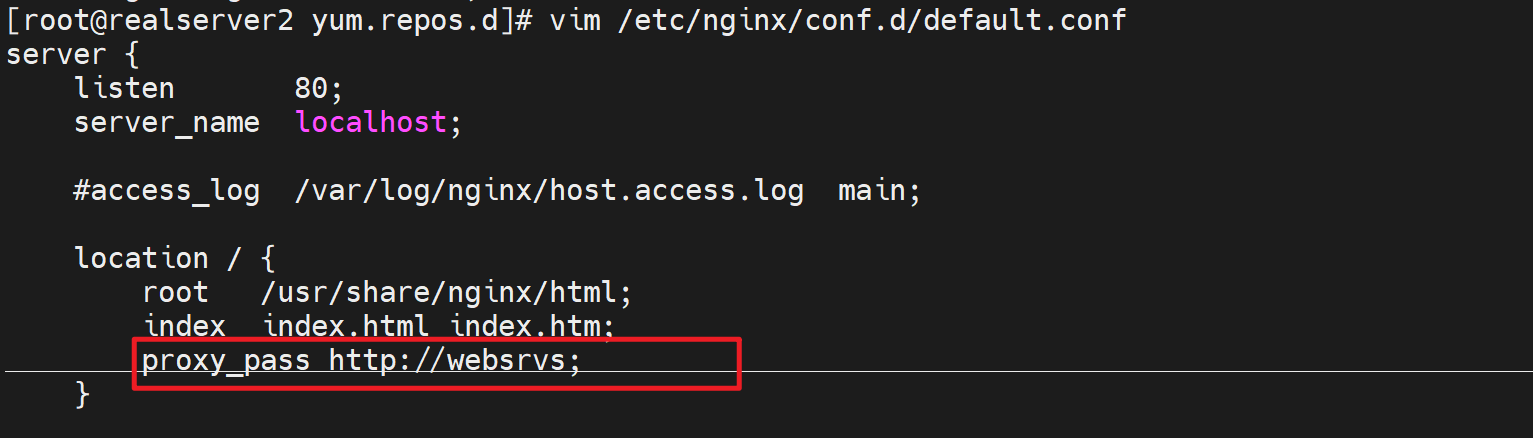 [root@realserver2 yum.repos.d]# vim /etc/nginx/conf.d/default.conf
server {
    listen       80;
    server_name  localhost;
    #access_log  /var/log/nginx/host.access.log  main;
    location / {
        root   /usr/share/nginx/html;
        index  index.html index.htm;
        proxy_pass http://websrvs;
    }